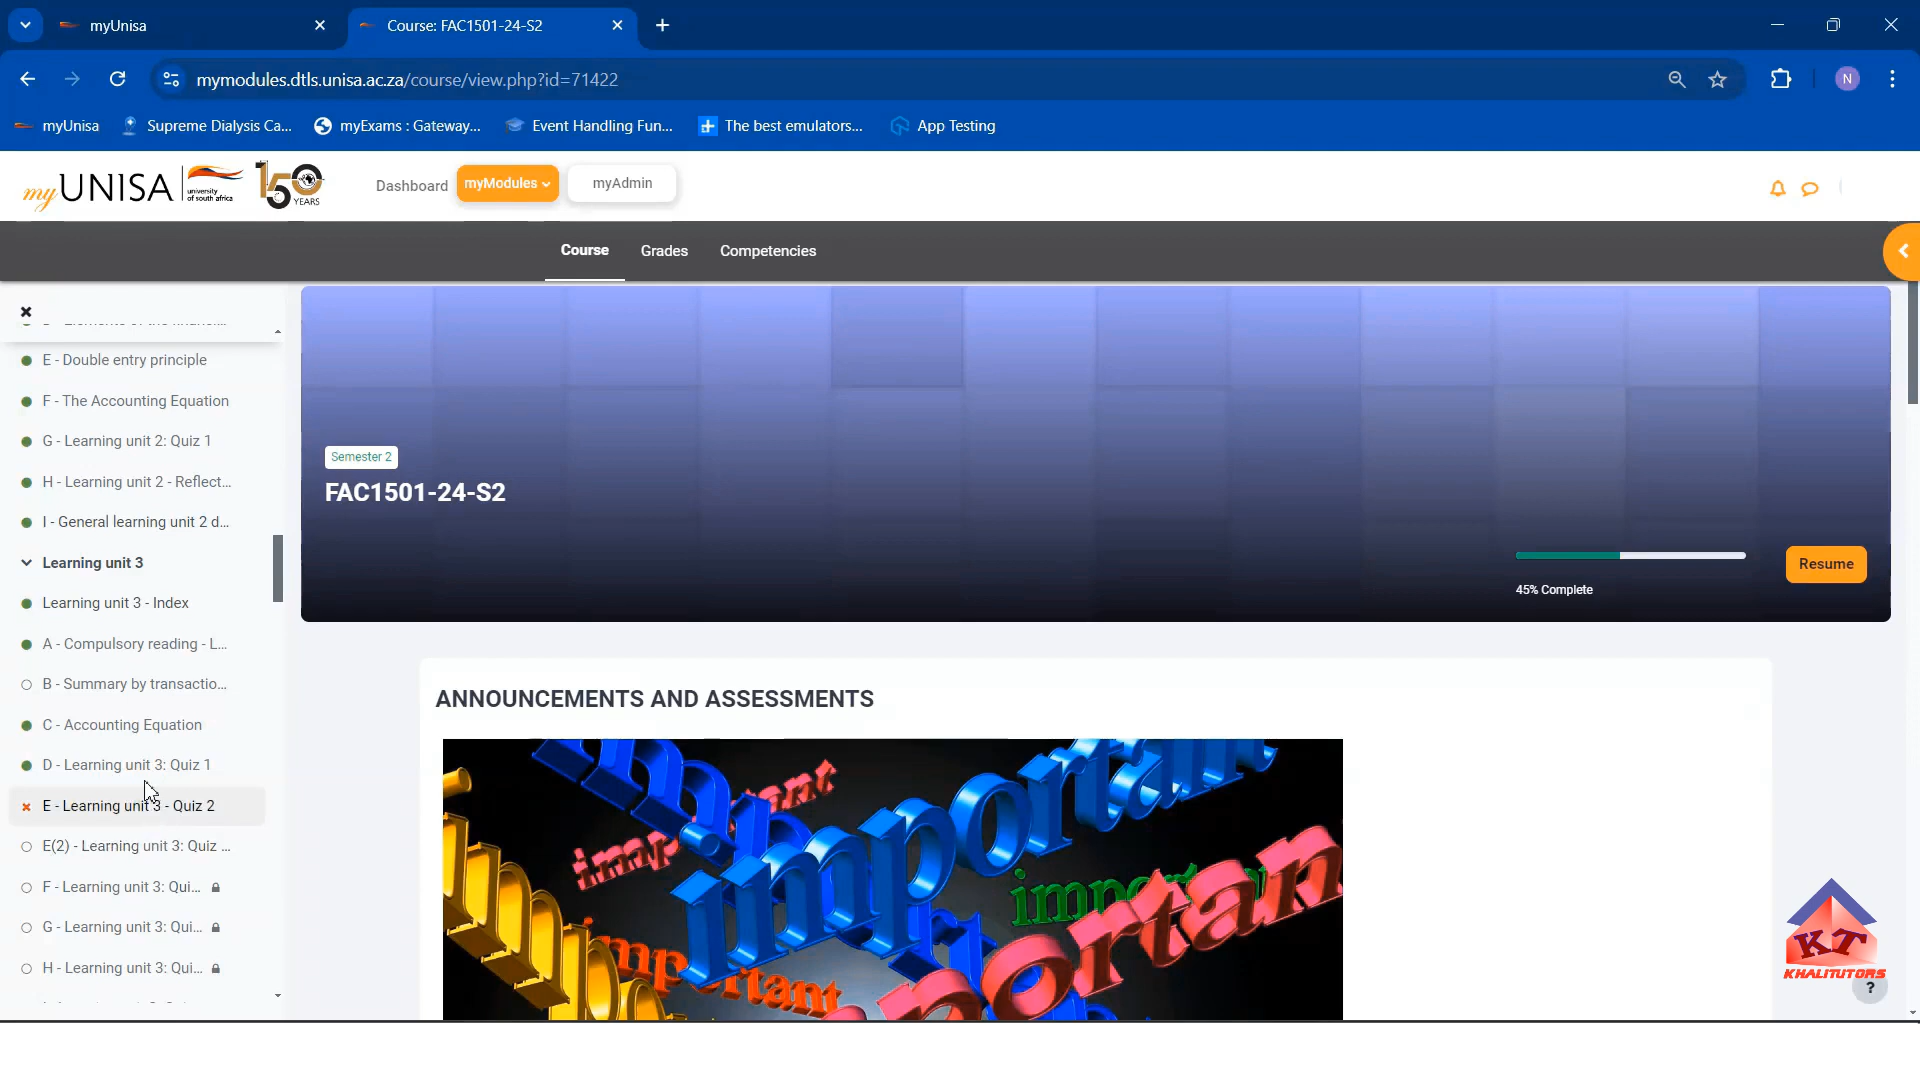 myUnisa
Course: FAC1501-24-S2
mymodules.dtls.unisa.ac.za/course/view.php?id=71422
N
myUnisa
Supreme Dialysis Ca...
myExams : Gateway...
Event Handling Fun...
The best emulators...
App Testing
myUNISA
university
of south africa
150
YEARS
Dashboard
myModules
myAdmin
Course
Grades
Competencies
E - Double entry principle
F - The Accounting Equation
G - Learning unit 2: Quiz 1
H - Learning unit 2 - Reflect...
I - General learning unit 2 d...
Learning unit 3
Learning unit 3 - Index
A - Compulsory reading - L...
B - Summary by transactio...
C - Accounting Equation
D - Learning unit 3: Quiz 1
E - Learning unit 3 - Quiz 2
E(2) - Learning unit 3: Quiz ...
F - Learning unit 3: Qui...
G - Learning unit 3: Qui...
H - Learning unit 3: Qui...
Semester 2
FAC1501-24-S2
45% Complete
Resume
ANNOUNCEMENTS AND ASSESSMENTS
important
KT
KHALITUTORS
?